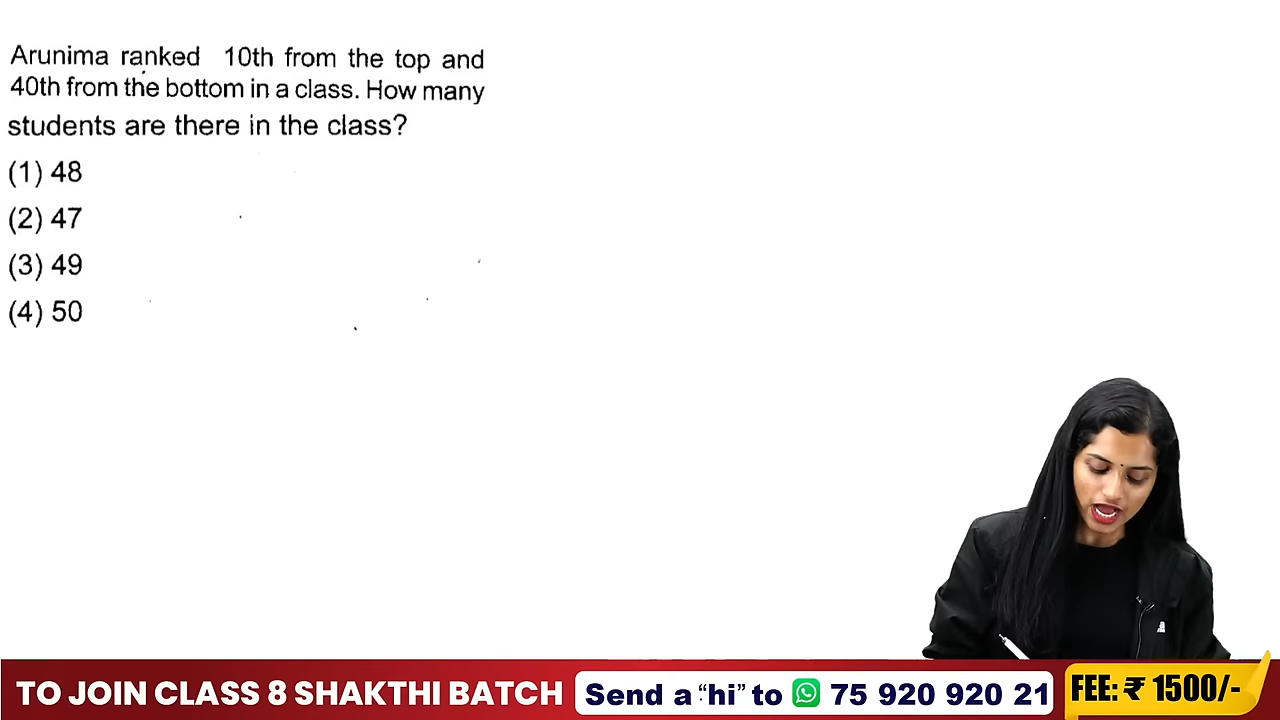 Arunima ranked 10th from the top and
40th from the bottom in a class. How many
students are there in the class?
(1) 48
(2) 47
(3) 49
(4) 50
TO JOIN CLASS 8 SHAKTHI BATCH
Send a “hi” to 75 920 920 21
FEE: ₹ 1500/-